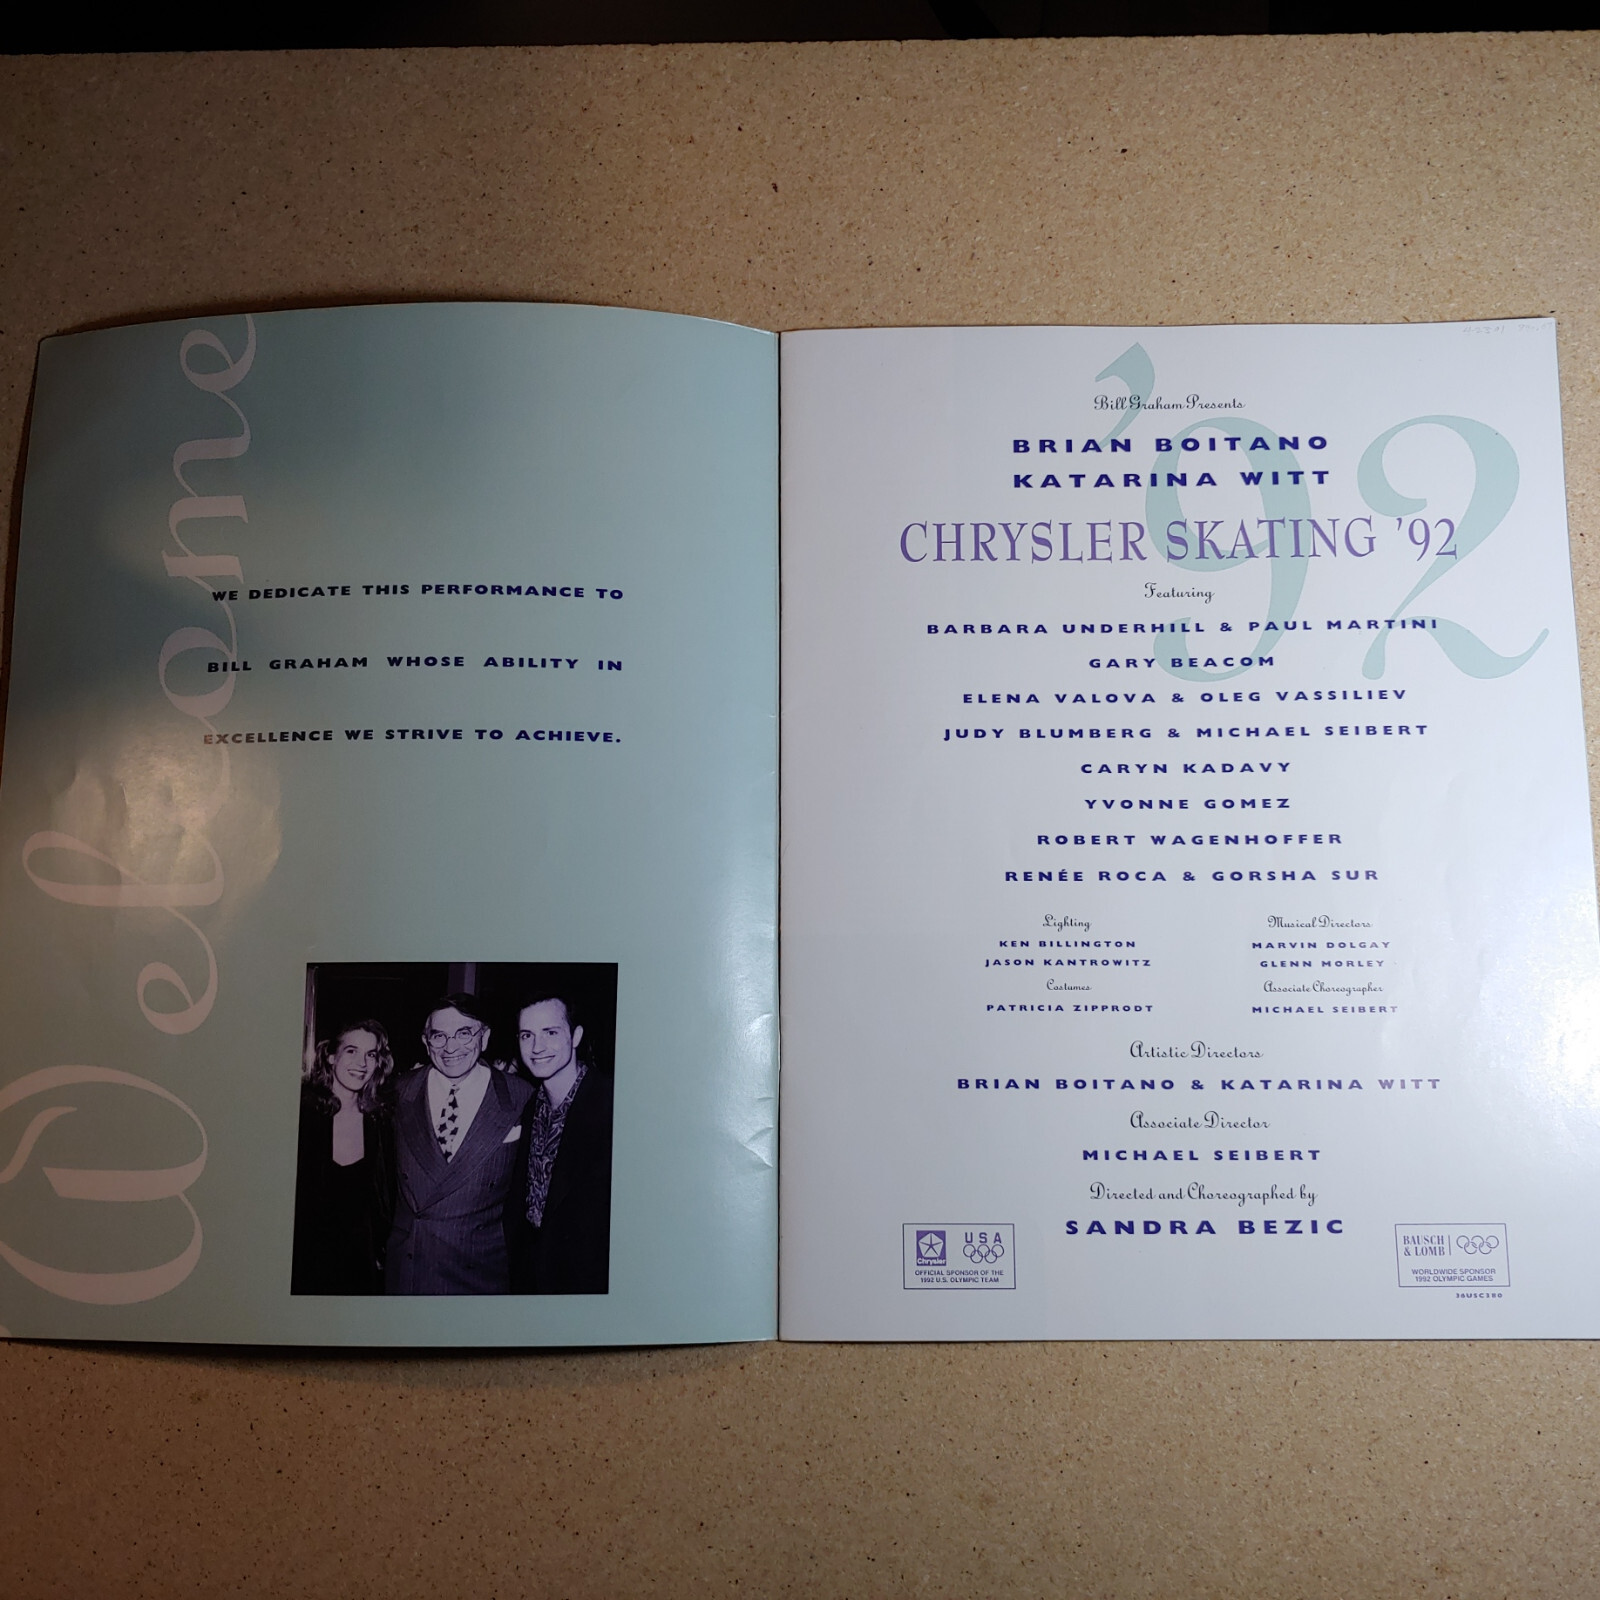 Welcome
WE DEDICATE THIS PERFORMANCE TO
BILL GRAHAM WHOSE ABILITY IN
EXCELLENCE WE STRIVE TO ACHIEVE.
'92
Bill Graham Presents
BRIAN BOITANO
KATARINA WITT
CHRYSLER SKATING '92
Featuring
BARBARA UNDERHILL & PAUL MARTINI
GARY BEACOM
ELENA VALOVA & OLEG VASSILIEV
JUDY BLUMBERG & MICHAEL SEIBERT
CARYN KADAVY
YVONNE GOMEZ
ROBERT WAGENHOFFER
RENÉE ROCA & GORSHA SUR
Lighting
KEN BILLINGTON
JASON KANTROWITZ
Costumes
PATRICIA ZIPPRODT
Musical Directors
MARVIN DOLGAY
GLENN MORLEY
Associate Choreographer
MICHAEL SEIBERT
Artistic Directors
BRIAN BOITANO & KATARINA WITT
Associate Director
MICHAEL SEIBERT
Directed and Choreographed by
SANDRA BEZIC
Chrysler
USA
OFFICIAL SPONSOR OF THE
1992 U.S. OLYMPIC TEAM
BAUSCH
& LOMB
WORLDWIDE SPONSOR
1992 OLYMPIC GAMES
36USC380